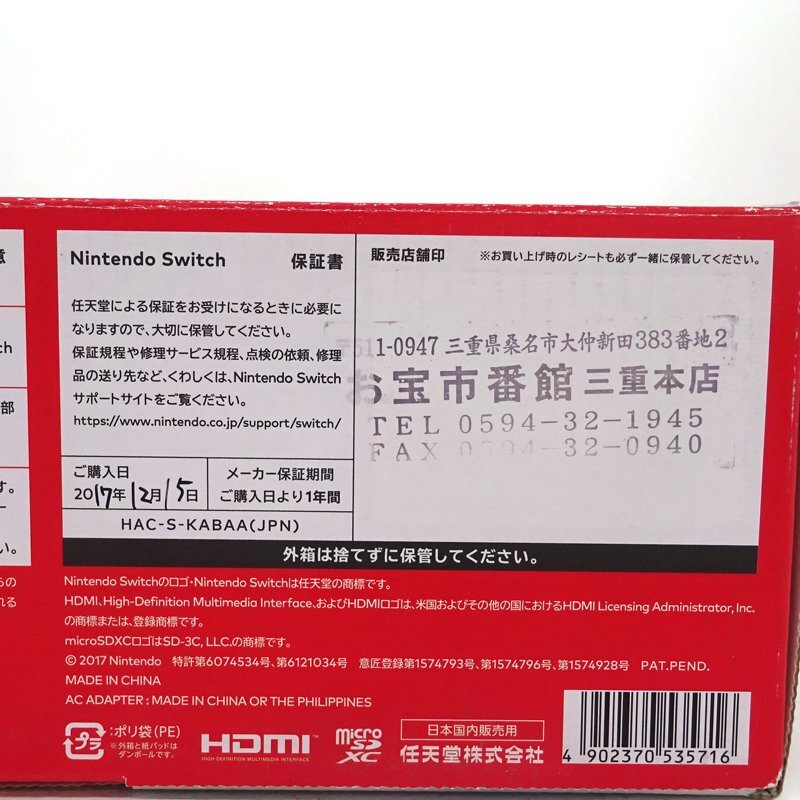 意
ch
部
す。
い。
らの
れる
Nintendo Switch 保証書
任天堂による保証をお受けになるときに必要に
なりますので、大切に保管してください。
保証規程や修理サービス規程、点検の依頼、修理
品の送り先など、くわしくは、Nintendo Switch
サポートサイトをご覧ください。
https://www.nintendo.co.jp/support/switch/
ご購入日
2017年12月15日
メーカー保証期間
ご購入日より1年間
HAC-S-KABAA(JPN)
販売店舗印 ※お買い上げ時のレシートも必ず一緒に保管してください。
〒511-0947 三重県桑名市大仲新田383番地2
お宝市番館 三重本店
TEL 0594-32-1945
FAX 0594-32-0940
外箱は捨てずに保管してください。
Nintendo Switchのロゴ・Nintendo Switchは任天堂の商標です。
HDMI、High-Definition Multimedia Interface、およびHDMIロゴは、米国およびその他の国におけるHDMI Licensing Administrator, Inc.
の商標または、登録商標です。
microSDXCロゴはSD-3C, LLC.の商標です。
© 2017 Nintendo 特許第6074534号、第6121034号 意匠登録第1574793号、第1574796号、第1574928号 PAT.PEND.
MADE IN CHINA
AC ADAPTER : MADE IN CHINA OR THE PHILIPPINES
プラ
:ポリ袋(PE)
※外箱と紙パッドは
ダンボールです。
HDMI
HIGH-DEFINITION MULTIMEDIA INTERFACE
micro SD XC
日本国内販売用
任天堂株式会社
4 902370 535716